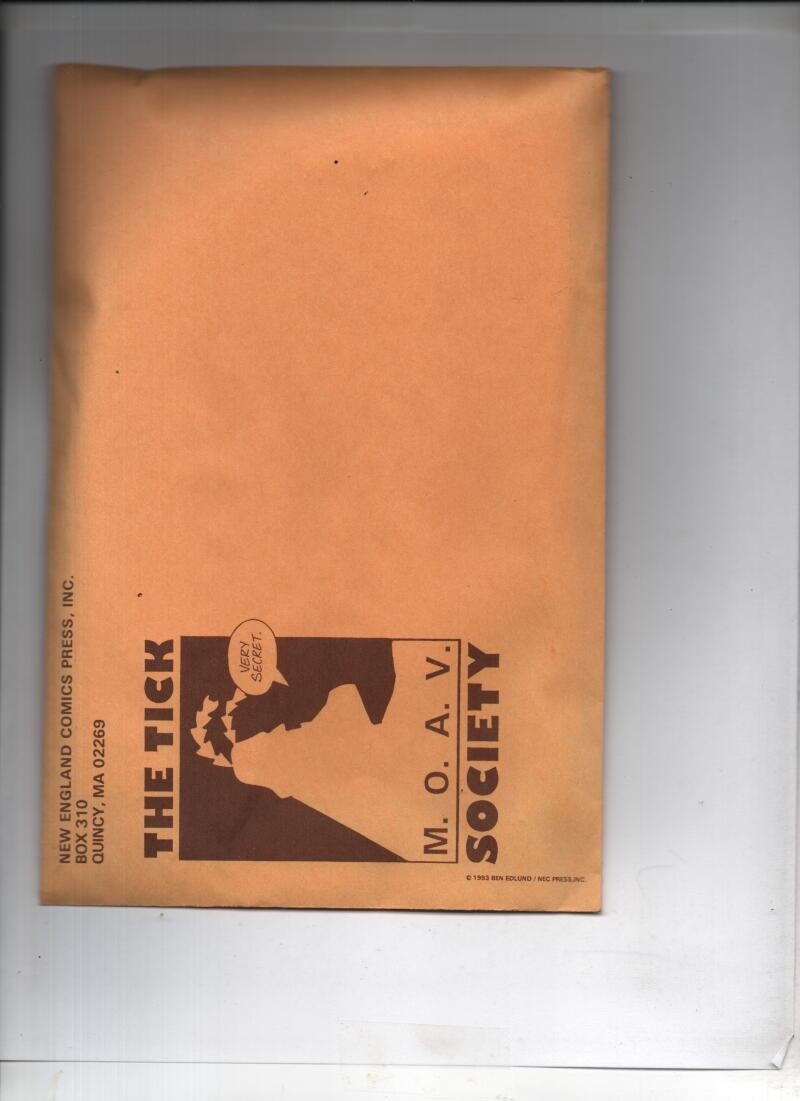 NEW ENGLAND COMICS PRESS, INC.
BOX 310
QUINCY, MA 02269
THE TICK
VERY
SECRET.
M. O. A. V.
SOCIETY
© 1993 BEN EDLUND / NEC PRESS,INC.